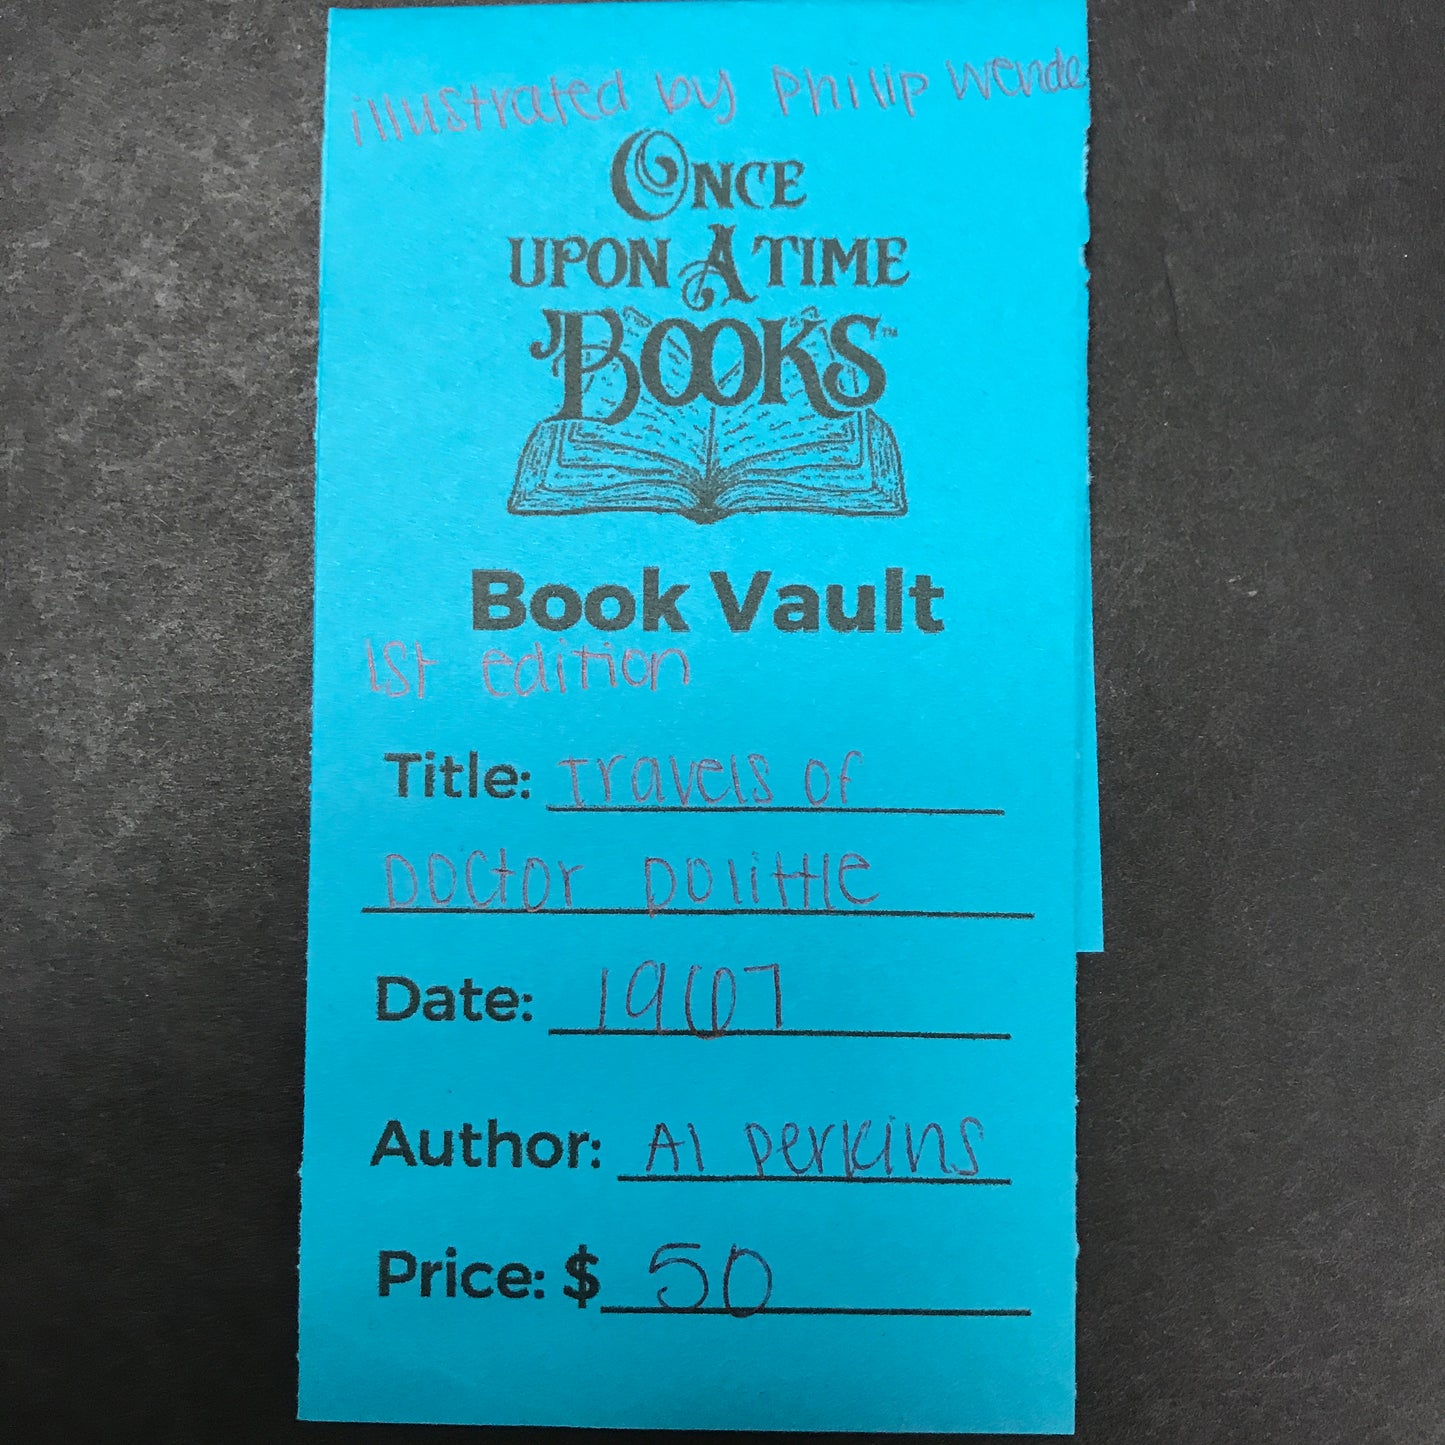 illustrated by Philip Wende
ONCE
UPON A TIME
BOOKS™
Book Vault
1st edition
Title: Travels of
Doctor Dolittle
Date: 1967
Author: Al Perkins
Price: $ 50